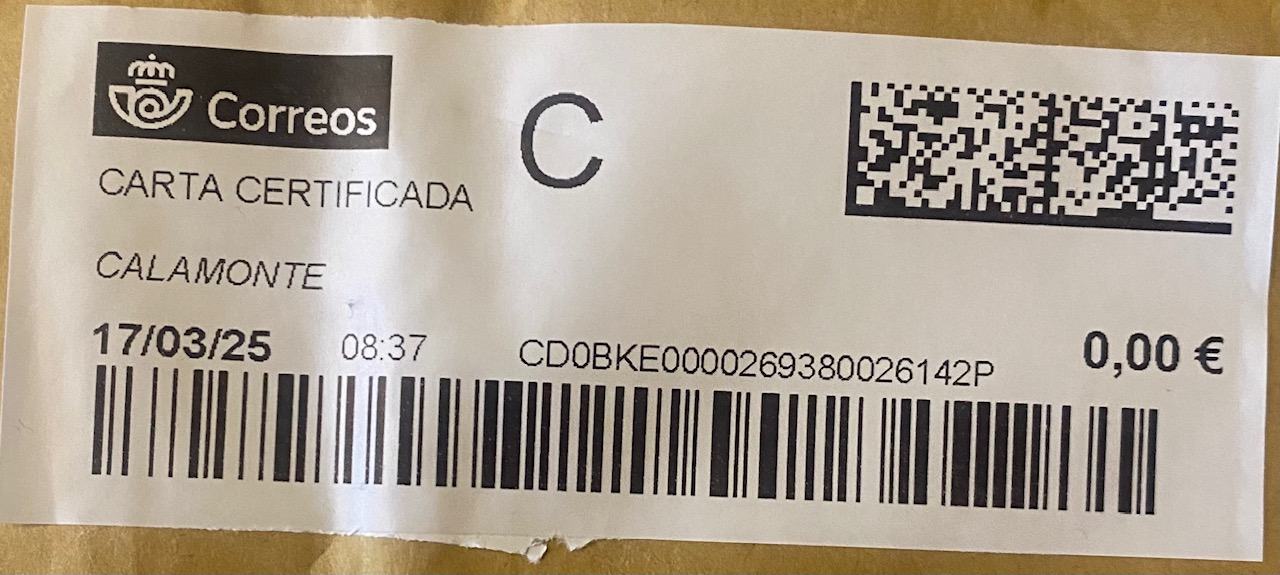 Correos
C
CARTA CERTIFICADA
CALAMONTE
17/03/25 08:37 CD0BKE0000269380026142P 0,00 €